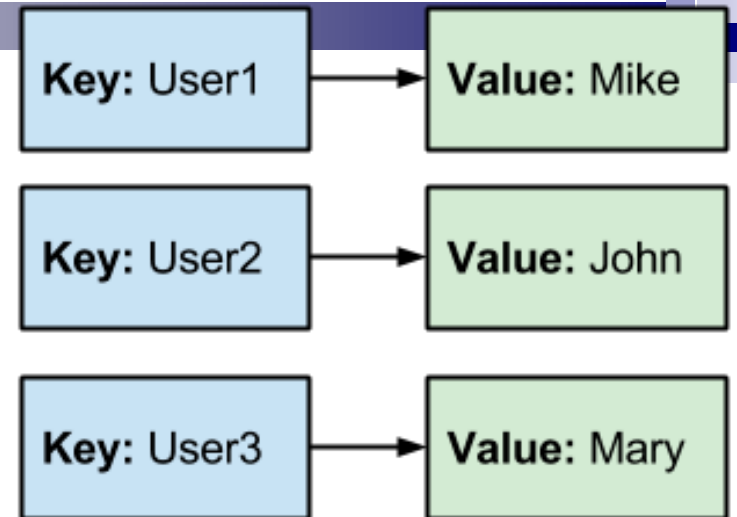 Key: User1
Value: Mike
Key: User2
Value: John
Key: User3
Value: Mary